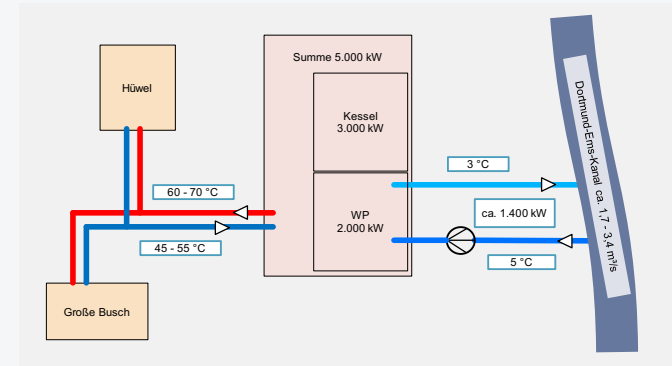 Hüwel
Summe 5.000 kW
Kessel
3.000 kW
WP
2.000 kW
60 - 70 °C
45 - 55 °C
Große Busch
3 °C
ca. 1.400 kW
5 °C
Dortmund-Ems-Kanal ca. 1,7 - 3,4 m³/s